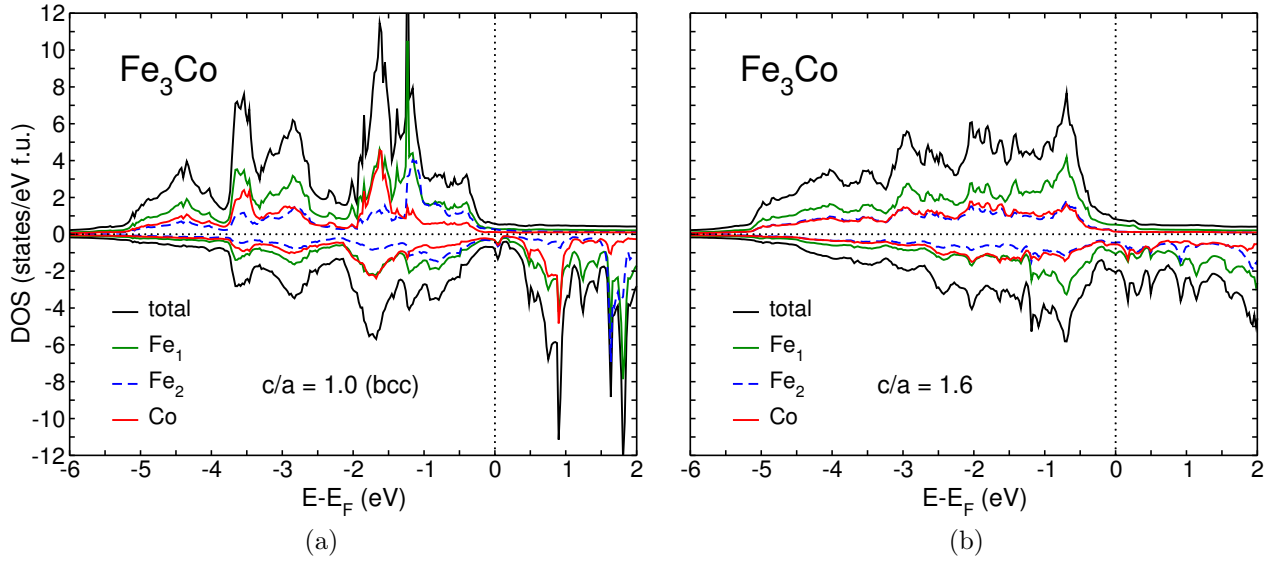 Fe3Co
DOS (states/eV f.u.)
12
10
8
6
4
2
0
-2
-4
-6
-8
-10
-12
total
Fe1
Fe2
Co
c/a = 1.0 (bcc)
-6 -5 -4 -3 -2 -1 0 1 2
E-EF (eV)
(a)
Fe3Co
total
Fe1
Fe2
Co
c/a = 1.6
-6 -5 -4 -3 -2 -1 0 1 2
E-EF (eV)
(b)